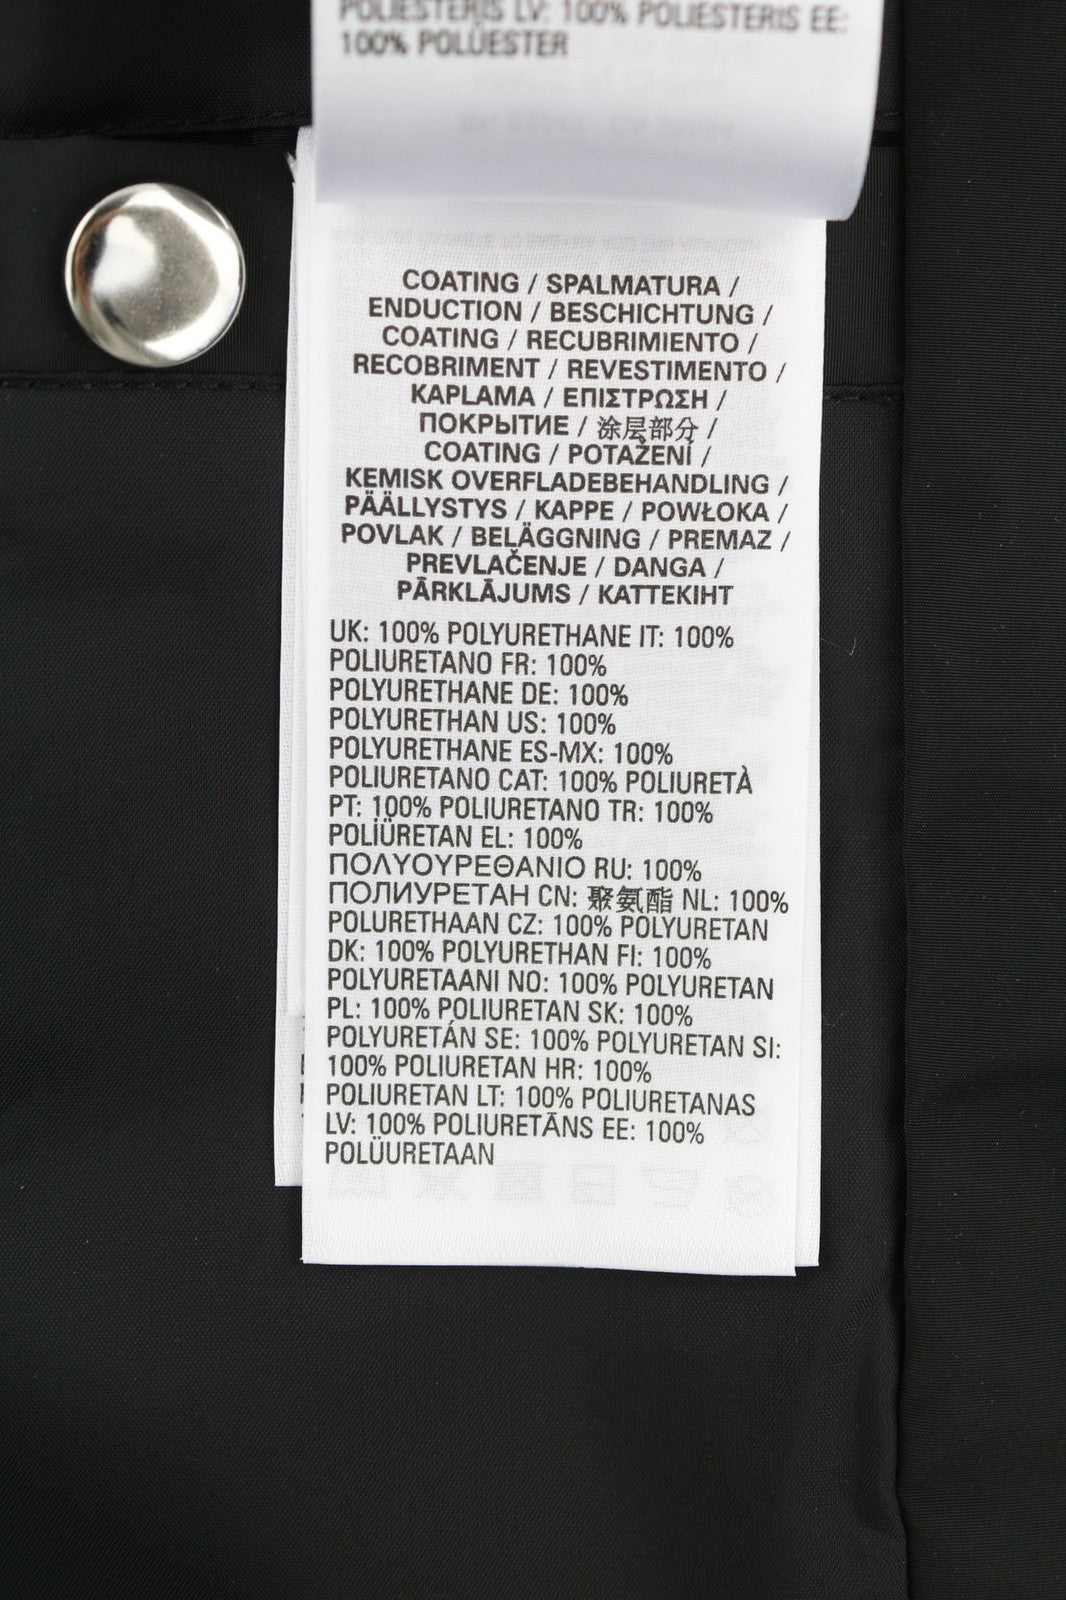 POLIESTERIS LV: 100% POLIESTERIS EE:
100% POLÜESTER
COATING / SPALMATURA /
ENDUCTION / BESCHICHTUNG /
COATING / RECUBRIMIENTO /
RECOBRIMENT / REVESTIMENTO /
KAPLAMA / ΕΠΙΣΤΡΩΣΗ /
ПОКРЫТИЕ / 涂层部分 /
COATING / POTAŽENÍ /
KEMISK OVERFLADEBEHANDLING /
PÄÄLLYSTYS / KAPPE / POWŁOKA /
POVLAK / BELÄGGNING / PREMAZ /
PREVLAČENJE / DANGA /
PĀRKLĀJUMS / KATTEKIHT
UK: 100% POLYURETHANE IT: 100%
POLIURETANO FR: 100%
POLYURETHANE DE: 100%
POLYURETHAN US: 100%
POLYURETHANE ES-MX: 100%
POLIURETANO CAT: 100% POLIURETÀ
PT: 100% POLIURETANO TR: 100%
POLİÜRETAN EL: 100%
ΠΟΛΥΟΥΡΕΘΑΝΙΟ RU: 100%
ПОЛИУРЕТАН CN: 聚氨酯 NL: 100%
POLURETHAAN CZ: 100% POLYURETAN
DK: 100% POLYURETHAN FI: 100%
POLYURETAANI NO: 100% POLYURETAN
PL: 100% POLIURETAN SK: 100%
POLYURETÁN SE: 100% POLYURETAN SI:
100% POLIURETAN HR: 100%
POLIURETAN LT: 100% POLIURETANAS
LV: 100% POLIURETĀNS EE: 100%
POLÜURETAAN